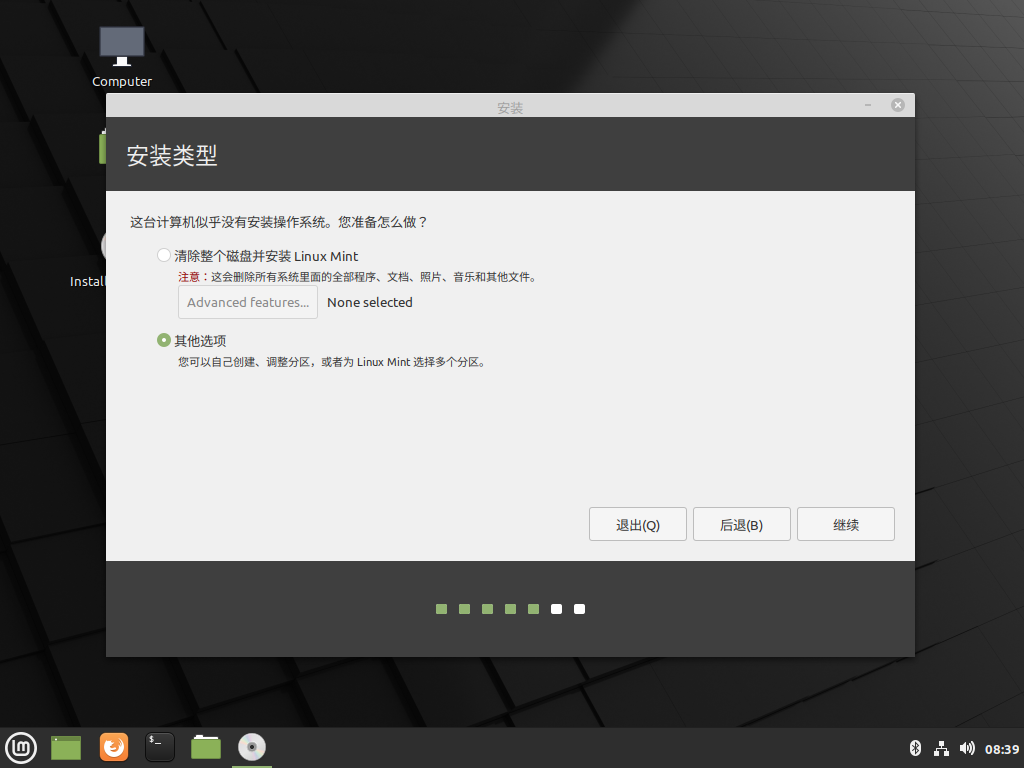 Computer
安装
安装类型
这台计算机似乎没有安装操作系统。您准备怎么做？
清除整个磁盘并安装 Linux Mint
注意：这会删除所有系统里面的全部程序、文档、照片、音乐和其他文件。
Install
Advanced features... None selected
其他选项
您可以自己创建、调整分区，或者为 Linux Mint 选择多个分区。
退出(Q) 后退(B) 继续
08:39